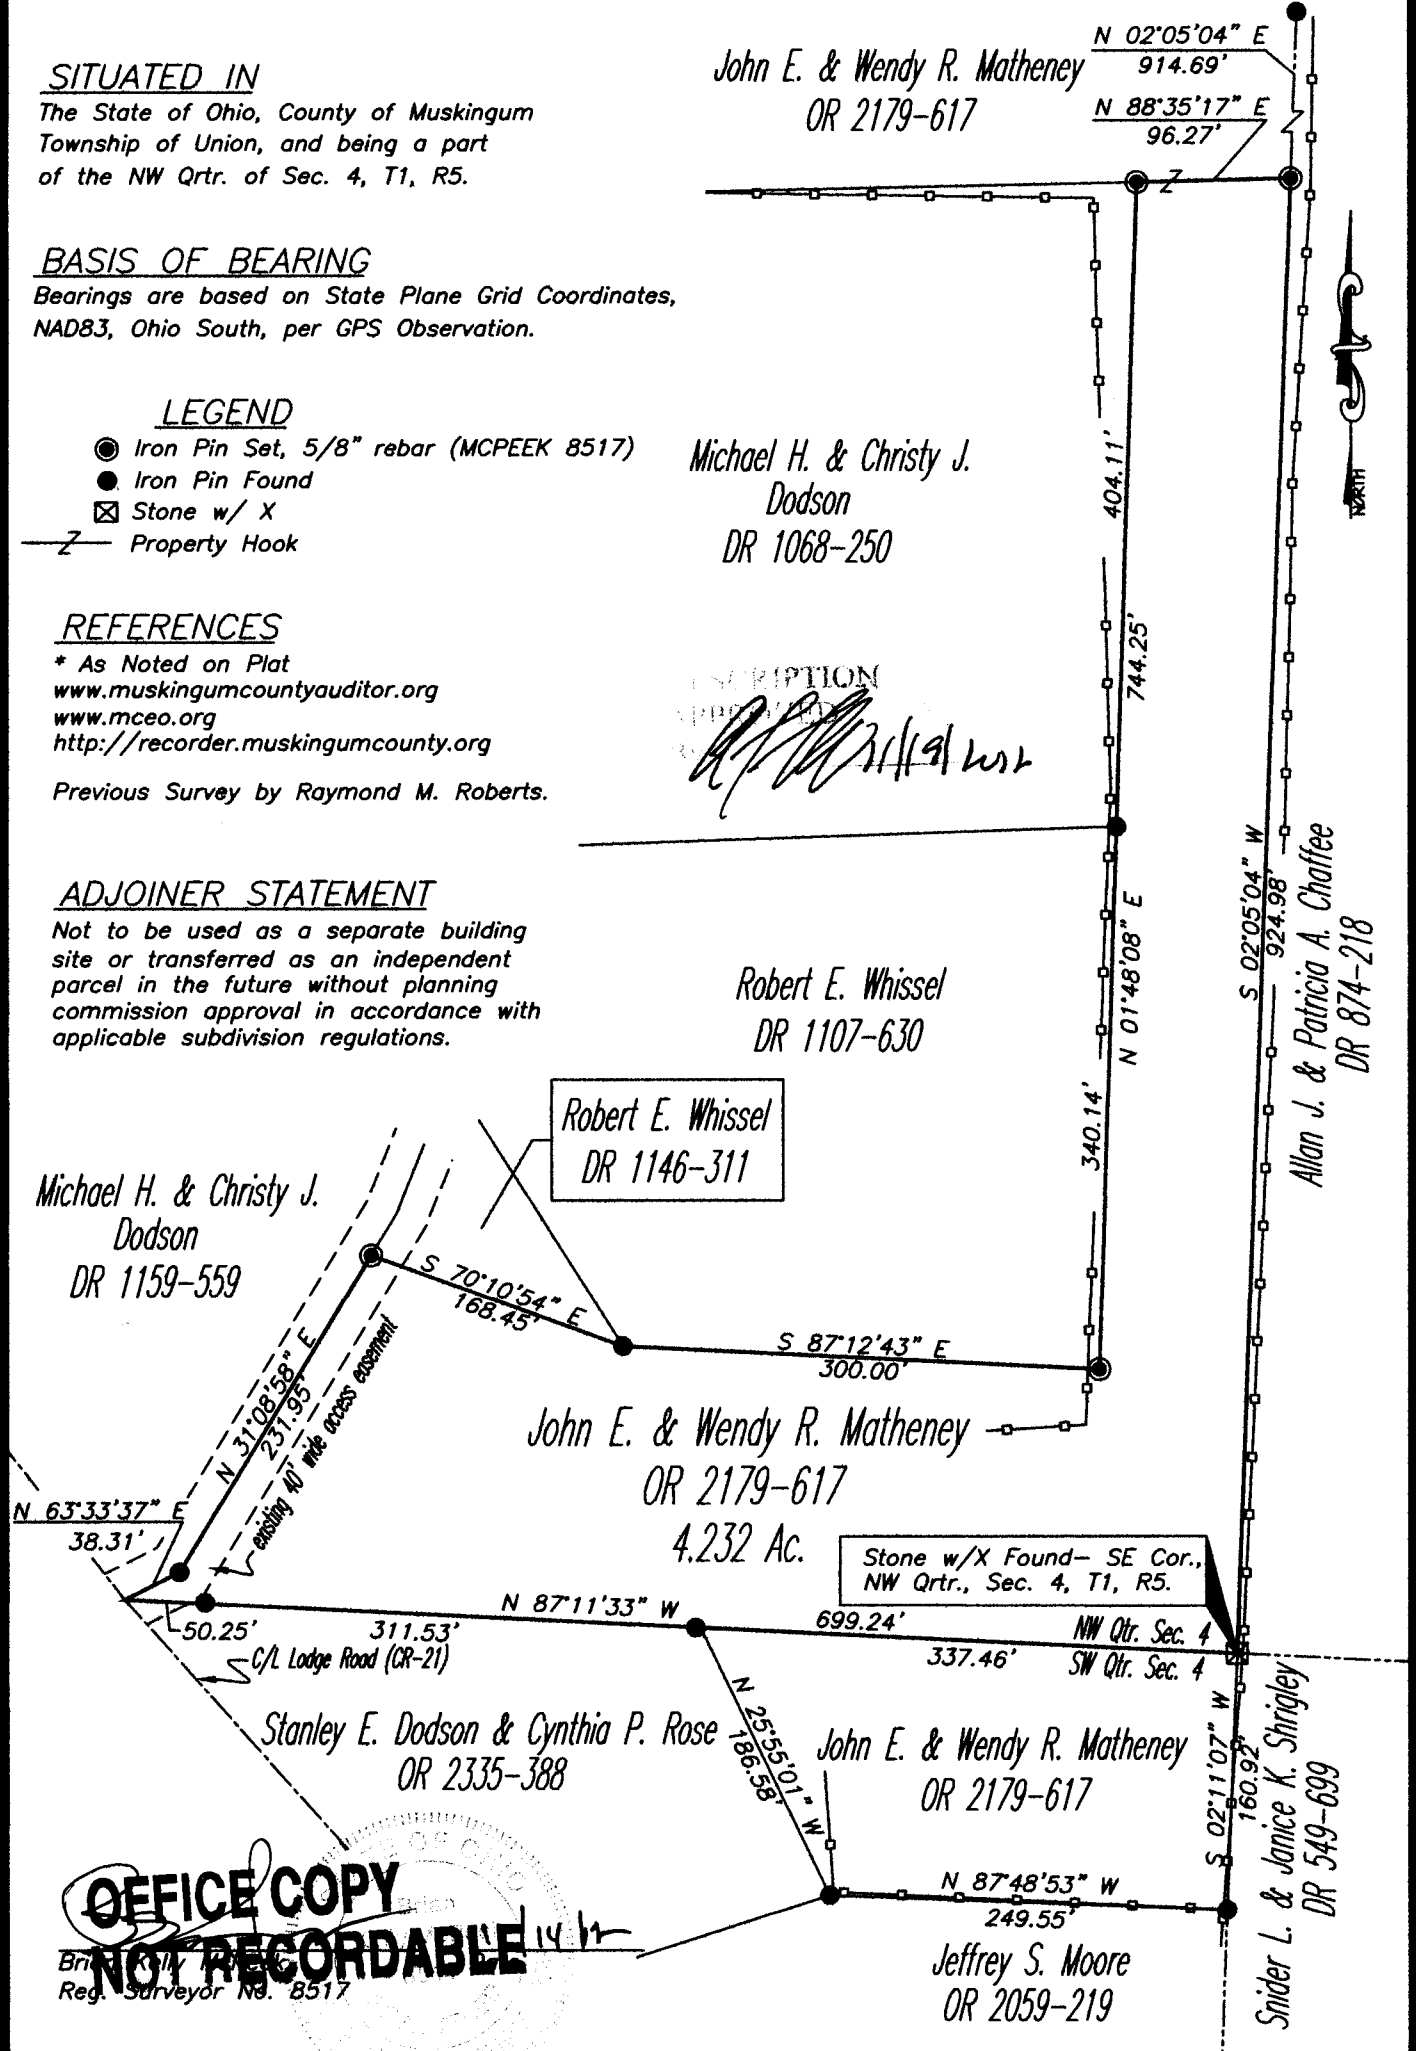 SITUATED IN
The State of Ohio, County of Muskingum
Township of Union, and being a part
of the NW Qrtr. of Sec. 4, T1, R5.
BASIS OF BEARING
Bearings are based on State Plane Grid Coordinates,
NAD83, Ohio South, per GPS Observation.
LEGEND
Iron Pin Set, 5/8" rebar (MCPEEK 8517)
Iron Pin Found
Stone w/ X
Z Property Hook
REFERENCES
* As Noted on Plat
www.muskingumcountyauditor.org
www.mceo.org
http://recorder.muskingumcounty.org
Previous Survey by Raymond M. Roberts.
ADJOINER STATEMENT
Not to be used as a separate building
site or transferred as an independent
parcel in the future without planning
commission approval in accordance with
applicable subdivision regulations.
John E. & Wendy R. Matheney
OR 2179-617
N 02°05'04" E
914.69'
N 88°35'17" E
96.27'
Z
Z
NORTH
Michael H. & Christy J.
Dodson
DR 1068-250
404.11'
744.25'
N 01°48'08" E
340.14'
S 02°05'04" W
924.98'
Allan J. & Patricia A. Chaffee
DR 874-218
Robert E. Whissel
DR 1107-630
Robert E. Whissel
DR 1146-311
Michael H. & Christy J.
Dodson
DR 1159-559
S 70°10'54" E
168.45'
S 87°12'43" E
300.00'
N 31°08'58" E
231.95'
existing 40' wide access easement
N 63°33'37" E
38.31'
John E. & Wendy R. Matheney
OR 2179-617
4.232 Ac.
Stone w/X Found- SE Cor.,
NW Qrtr., Sec. 4, T1, R5.
N 87°11'33" W
699.24'
50.25'
311.53'
337.46'
NW Qtr. Sec. 4
SW Qtr. Sec. 4
C/L Lodge Road (CR-21)
Stanley E. Dodson & Cynthia P. Rose
OR 2335-388
N 25°55'01" W
186.58'
John E. & Wendy R. Matheney
OR 2179-617
S 02°11'07" W
160.92'
Snider L. & Janice K. Shrigley
DR 549-699
N 87°48'53" W
249.55'
Jeffrey S. Moore
OR 2059-219
OFFICE COPY
NOT RECORDABLE
Reg. Surveyor No. 8517